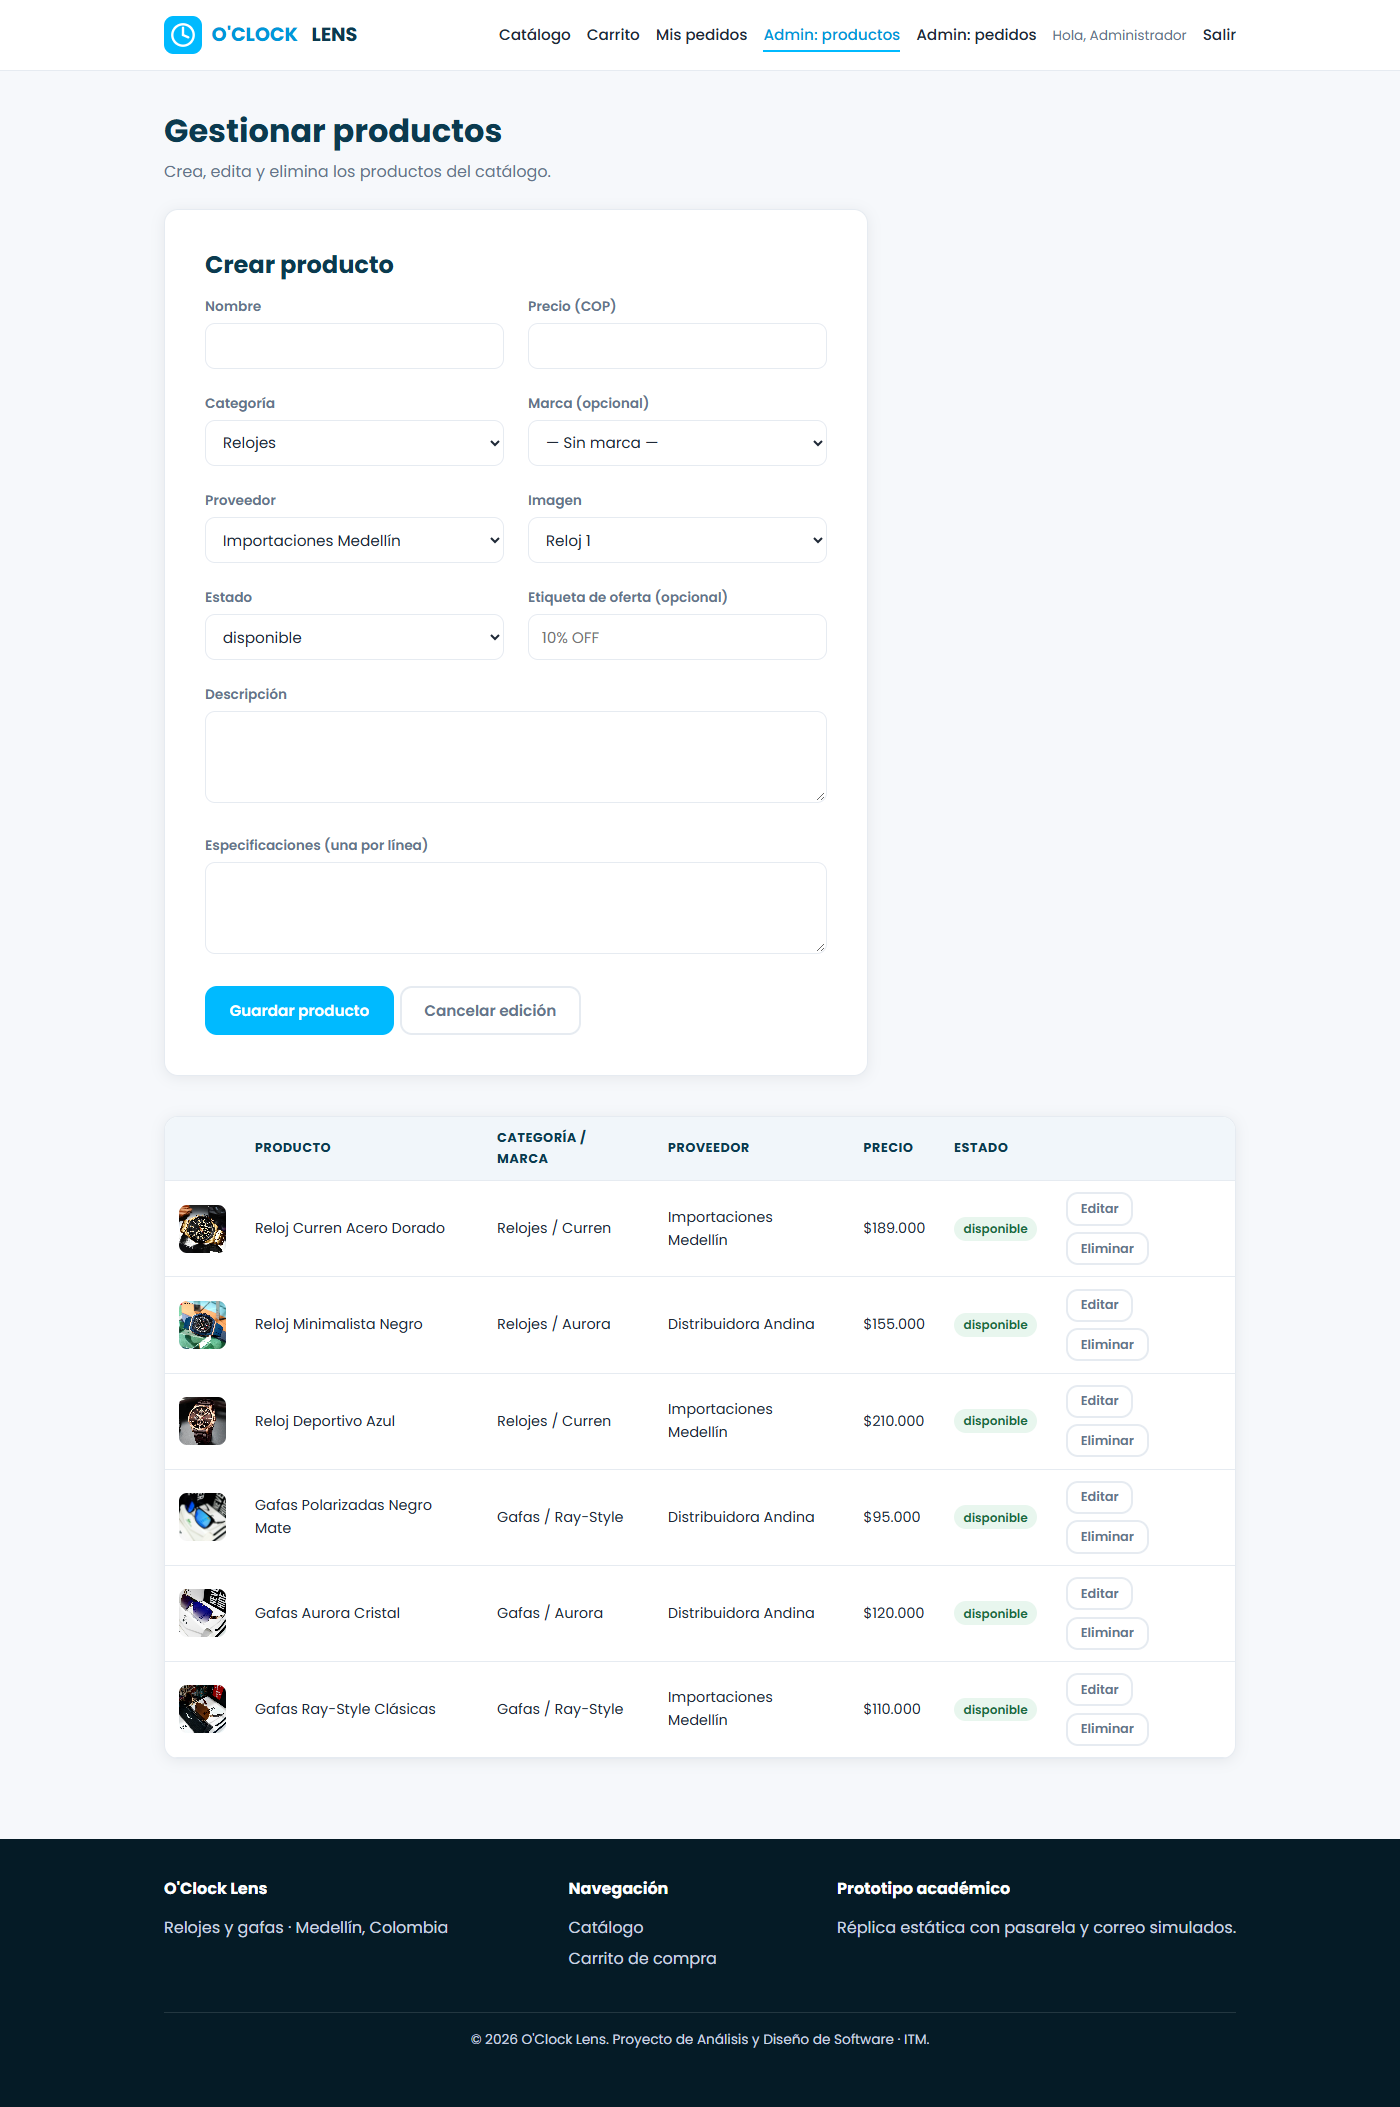 O'CLOCK LENS
Catálogo Carrito Mis pedidos Admin: productos Admin: pedidos Hola, Administrador Salir
Gestionar productos
Crea, edita y elimina los productos del catálogo.
Crear producto
Nombre Precio (COP)
Categoría Marca (opcional)
Relojes — Sin marca —
Proveedor Imagen
Importaciones Medellín Reloj 1
Estado Etiqueta de oferta (opcional)
disponible 10% OFF
Descripción
Especificaciones (una por línea)
Guardar producto Cancelar edición
PRODUCTO CATEGORÍA / MARCA PROVEEDOR PRECIO ESTADO
Reloj Curren Acero Dorado Relojes / Curren Importaciones Medellín $189.000 disponible Editar Eliminar
Reloj Minimalista Negro Relojes / Aurora Distribuidora Andina $155.000 disponible Editar Eliminar
Reloj Deportivo Azul Relojes / Curren Importaciones Medellín $210.000 disponible Editar Eliminar
Gafas Polarizadas Negro Mate Gafas / Ray-Style Distribuidora Andina $95.000 disponible Editar Eliminar
Gafas Aurora Cristal Gafas / Aurora Distribuidora Andina $120.000 disponible Editar Eliminar
Gafas Ray-Style Clásicas Gafas / Ray-Style Importaciones Medellín $110.000 disponible Editar Eliminar
O'Clock Lens Navegación Prototipo académico
Relojes y gafas · Medellín, Colombia Catálogo Réplica estática con pasarela y correo simulados.
Carrito de compra
© 2026 O'Clock Lens. Proyecto de Análisis y Diseño de Software · ITM.